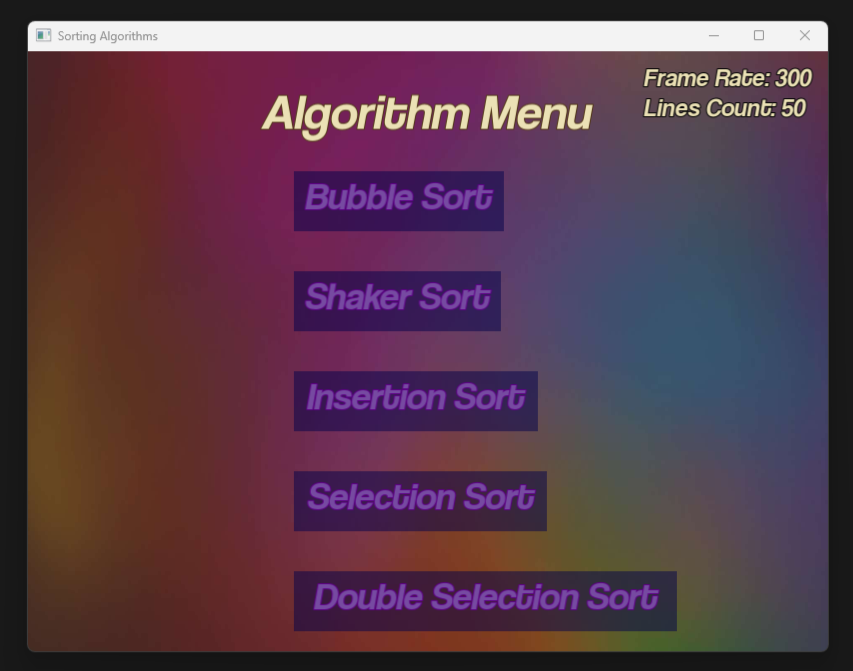 Sorting Algorithms
Frame Rate: 300
Lines Count: 50
Algorithm Menu
Bubble Sort
Shaker Sort
Insertion Sort
Selection Sort
Double Selection Sort